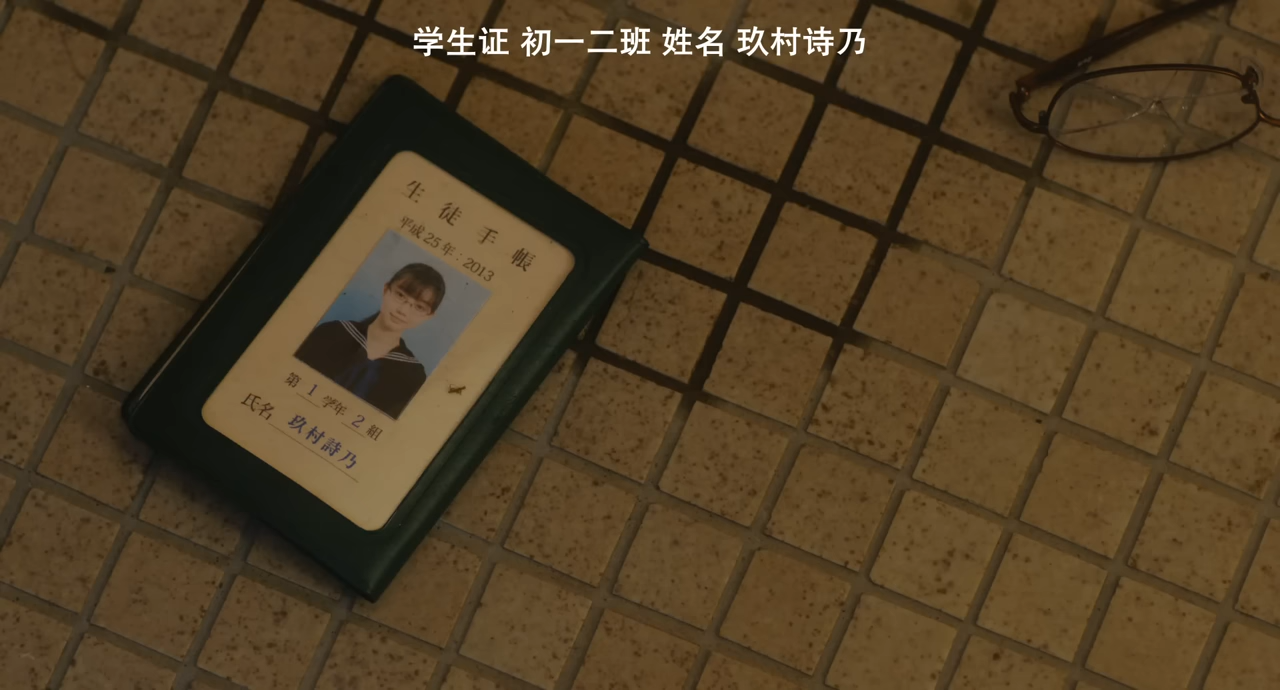 学生证 初一二班 姓名 玖村诗乃
生徒手帳
平成25年:2013
第1学年2組
氏名 玖村詩乃